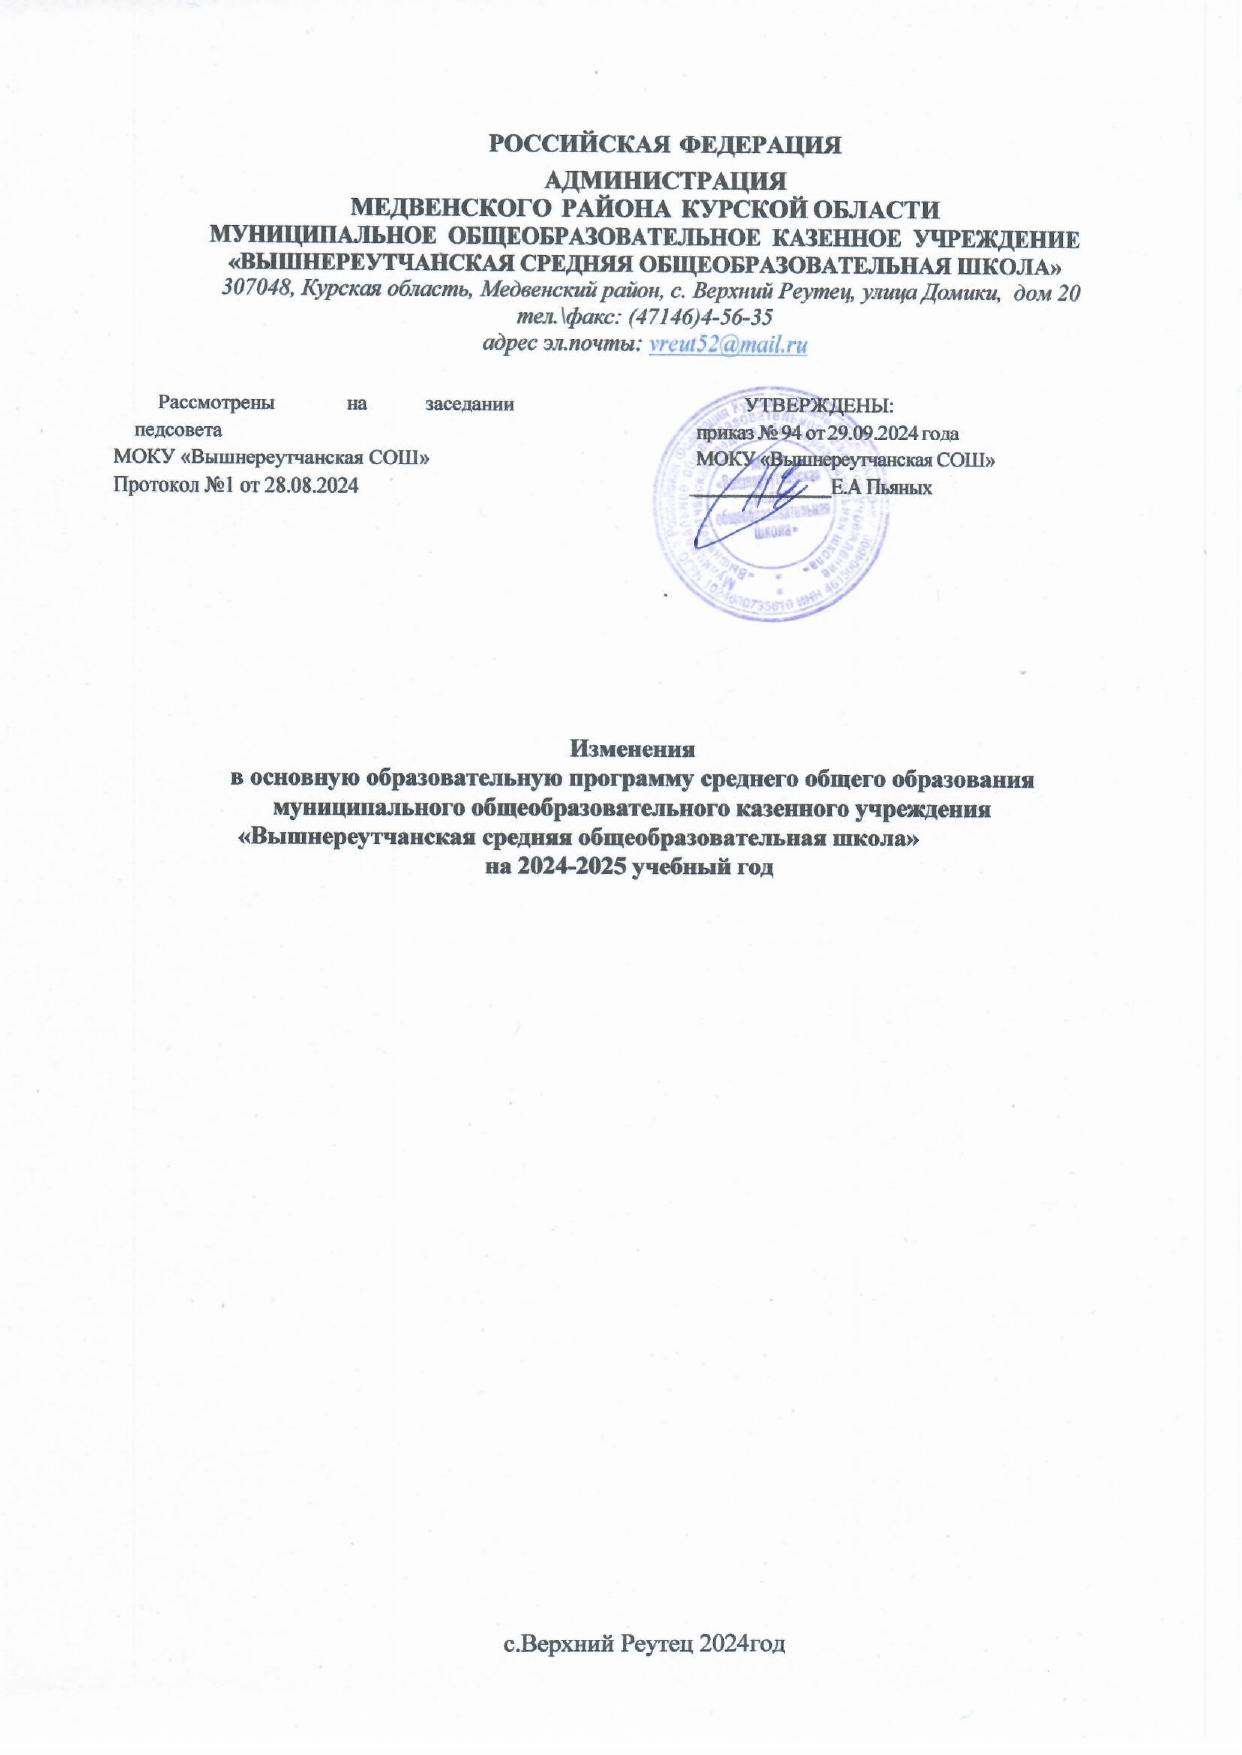 РОССИЙСКАЯ ФЕДЕРАЦИЯ
АДМИНИСТРАЦИЯ
МЕДВЕНСКОГО РАЙОНА КУРСКОЙ ОБЛАСТИ
МУНИЦИПАЛЬНОЕ ОБЩЕОБРАЗОВАТЕЛЬНОЕ КАЗЕННОЕ УЧРЕЖДЕНИЕ
«ВЫШНЕРЕУТЧАНСКАЯ СРЕДНЯЯ ОБЩЕОБРАЗОВАТЕЛЬНАЯ ШКОЛА»
307048, Курская область, Медвенский район, с. Верхний Реутец, улица Домики, дом 20
тел.\факс: (47146)4-56-35
адрес эл.почты: vreut52@mail.ru
Рассмотрены на заседании
педсовета
МОКУ «Вышнереутчанская СОШ»
Протокол №1 от 28.08.2024
УТВЕРЖДЕНЫ:
приказ № 94 от 29.09.2024 года
МОКУ «Вышнереутчанская СОШ»
Е.А Пьяных
общеобразовательная
школа»
Изменения
в основную образовательную программу среднего общего образования
муниципального общеобразовательного казенного учреждения
«Вышнереутчанская средняя общеобразовательная школа»
на 2024-2025 учебный год
с.Верхний Реутец 2024год